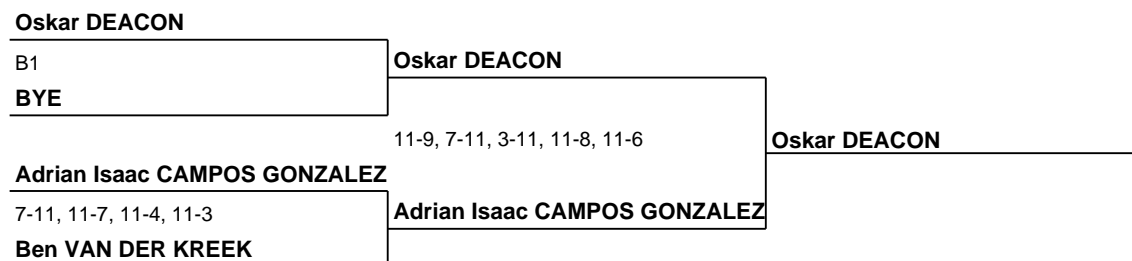 Oskar DEACON
B1
BYE
Oskar DEACON
11-9, 7-11, 3-11, 11-8, 11-6
Oskar DEACON
Adrian Isaac CAMPOS GONZALEZ
7-11, 11-7, 11-4, 11-3
Ben VAN DER KREEK
Adrian Isaac CAMPOS GONZALEZ